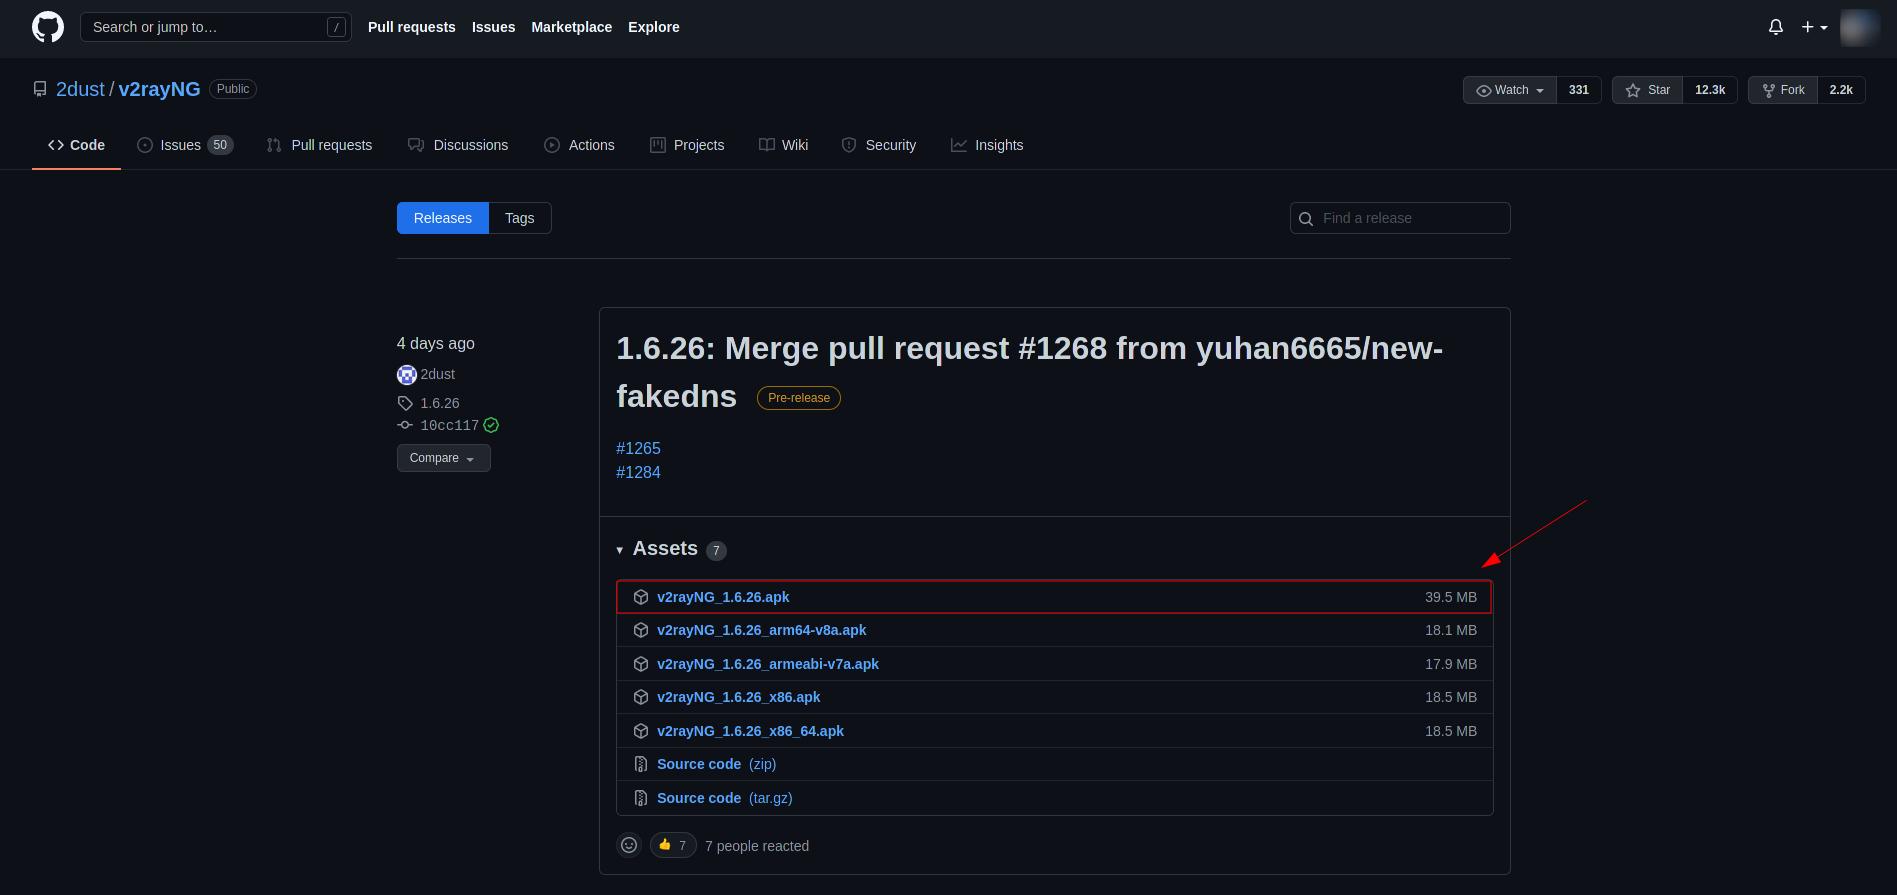 Search or jump to…
/
Pull requests Issues Marketplace Explore
2dust / v2rayNG Public
Watch 331 Star 12.3k Fork 2.2k
Code Issues 50 Pull requests Discussions Actions Projects Wiki Security Insights
Releases Tags
Find a release
4 days ago
2dust
1.6.26
10cc117
Compare
1.6.26: Merge pull request #1268 from yuhan6665/new-
fakedns Pre-release
#1265
#1284
Assets 7
v2rayNG_1.6.26.apk 39.5 MB
v2rayNG_1.6.26_arm64-v8a.apk 18.1 MB
v2rayNG_1.6.26_armeabi-v7a.apk 17.9 MB
v2rayNG_1.6.26_x86.apk 18.5 MB
v2rayNG_1.6.26_x86_64.apk 18.5 MB
Source code (zip)
Source code (tar.gz)
👍 7 7 people reacted